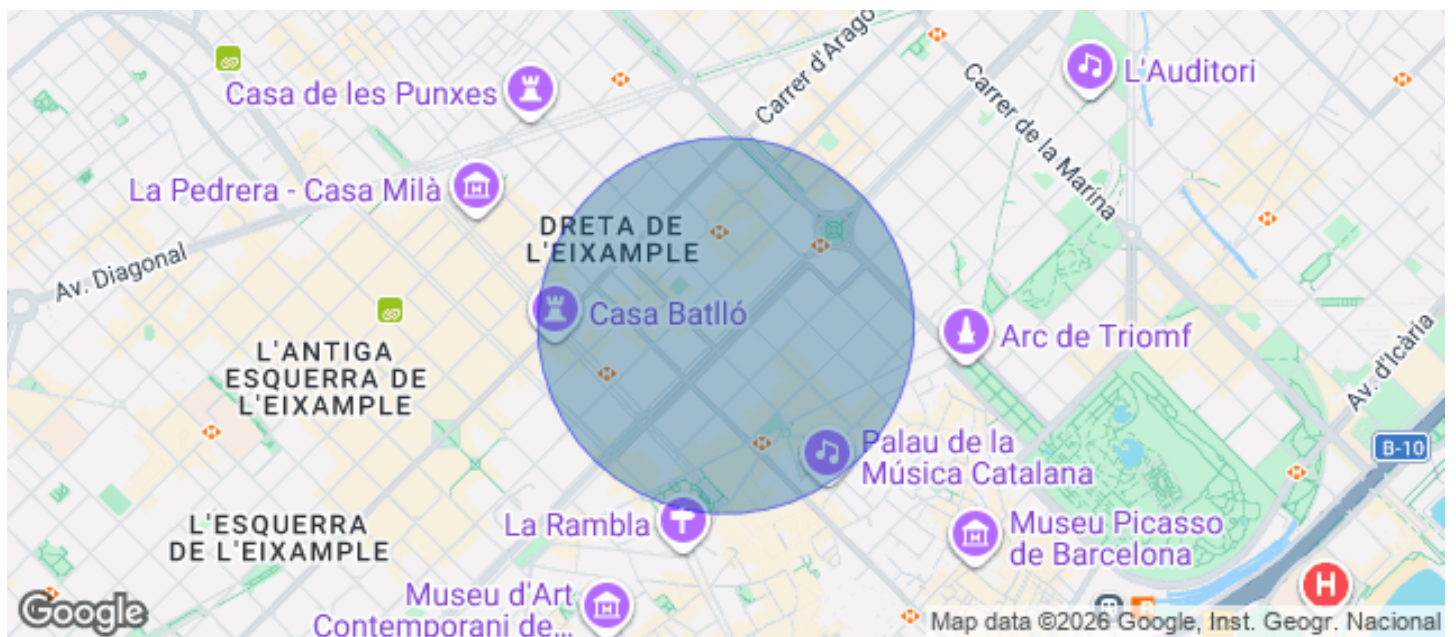 Carrer d'Arago
L'Auditori
Casa de les Punxes
Carrer de la Marina
La Pedrera - Casa Milà
DRETA DE
L'EIXAMPLE
Av. Diagonal
Casa Batlló
Arc de Triomf
L'ANTIGA
ESQUERRA DE
L'EIXAMPLE
Av. d'Icària
Palau de la
Música Catalana
B-10
L'ESQUERRA
DE L'EIXAMPLE
La Rambla
Museu Picasso
de Barcelona
H
Museu d'Art
Contemporani de...
Google
Map data ©2026 Google, Inst. Geogr. Nacional